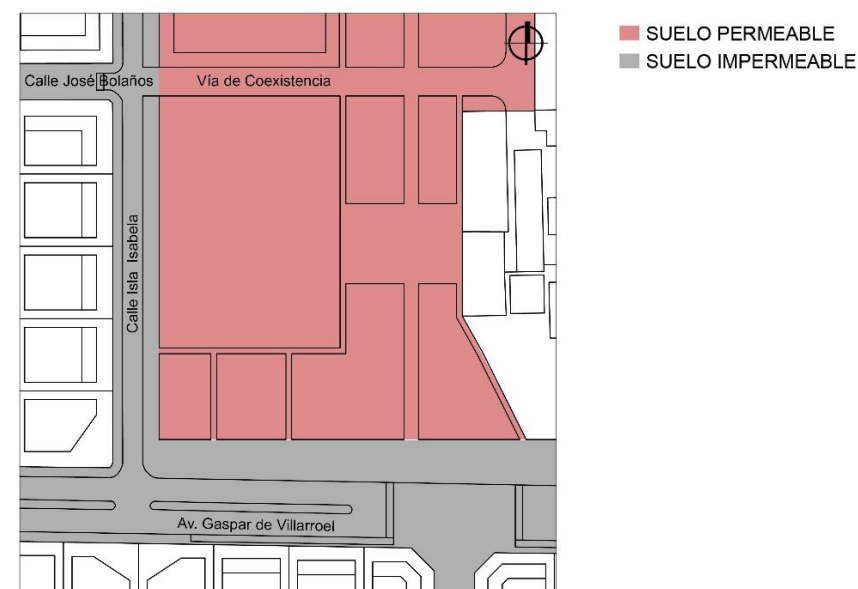 SUELO PERMEABLE
SUELO IMPERMEABLE
Calle José Bolaños
Vía de Coexistencia
Calle Isla Isabela
Av. Gaspar de Villarroel